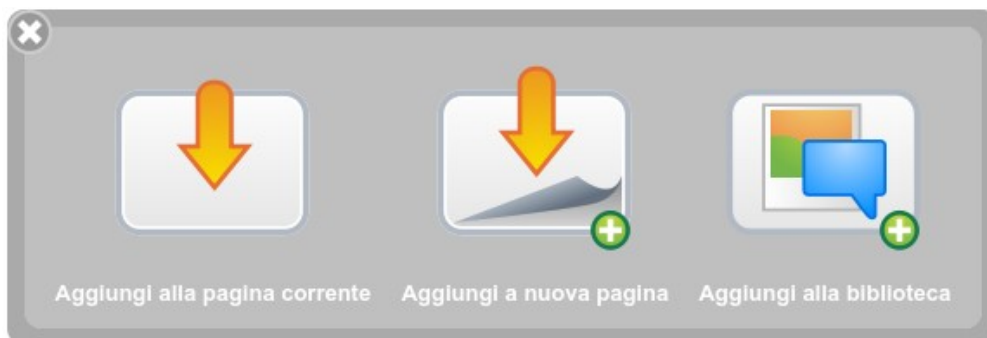 Aggiungi alla pagina corrente
Aggiungi a nuova pagina
Aggiungi alla biblioteca